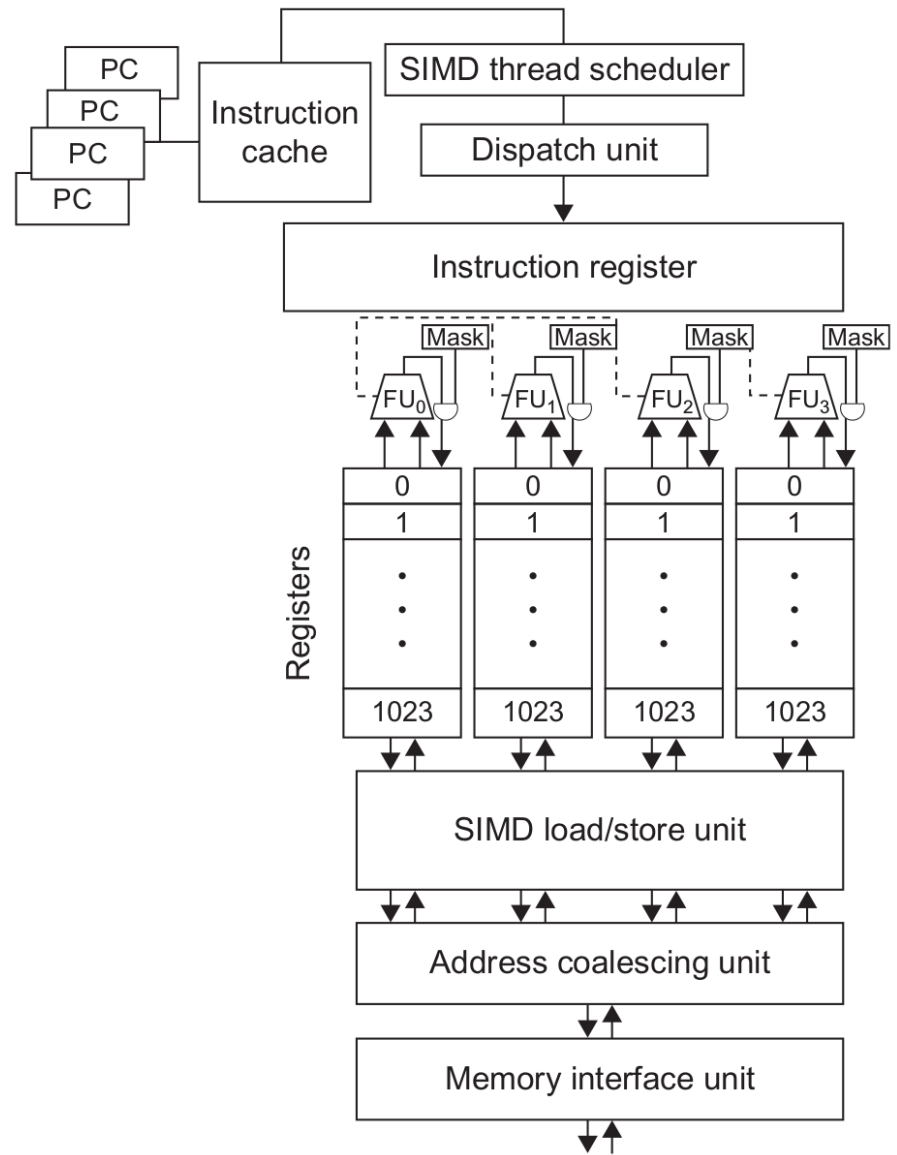 PC
PC
PC
PC
Instruction
cache
SIMD thread scheduler
Dispatch unit
Instruction register
Mask Mask Mask Mask
FU0 FU1 FU2 FU3
Registers
0 0 0 0
1 1 1 1
1023 1023 1023 1023
SIMD load/store unit
Address coalescing unit
Memory interface unit